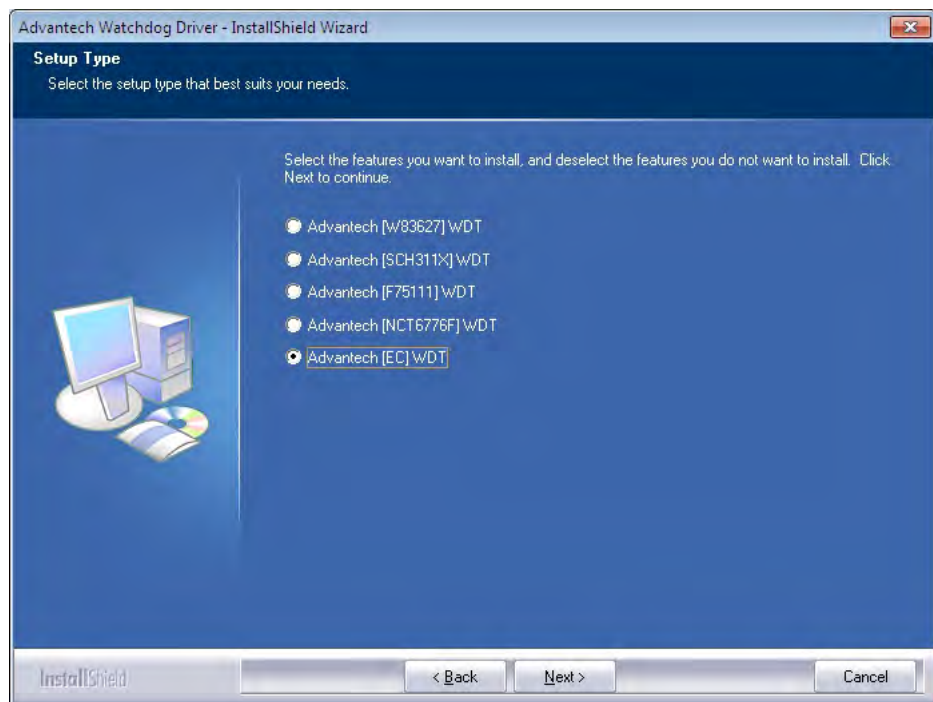 Advantech Watchdog Driver - InstallShield Wizard
Setup Type
Select the setup type that best suits your needs.
Select the features you want to install, and deselect the features you do not want to install. Click
Next to continue.
Advantech [W83627] WDT
Advantech [SCH311X] WDT
Advantech [F75111] WDT
Advantech [NCT6776F] WDT
Advantech [EC] WDT
InstallShield
< Back
Next >
Cancel